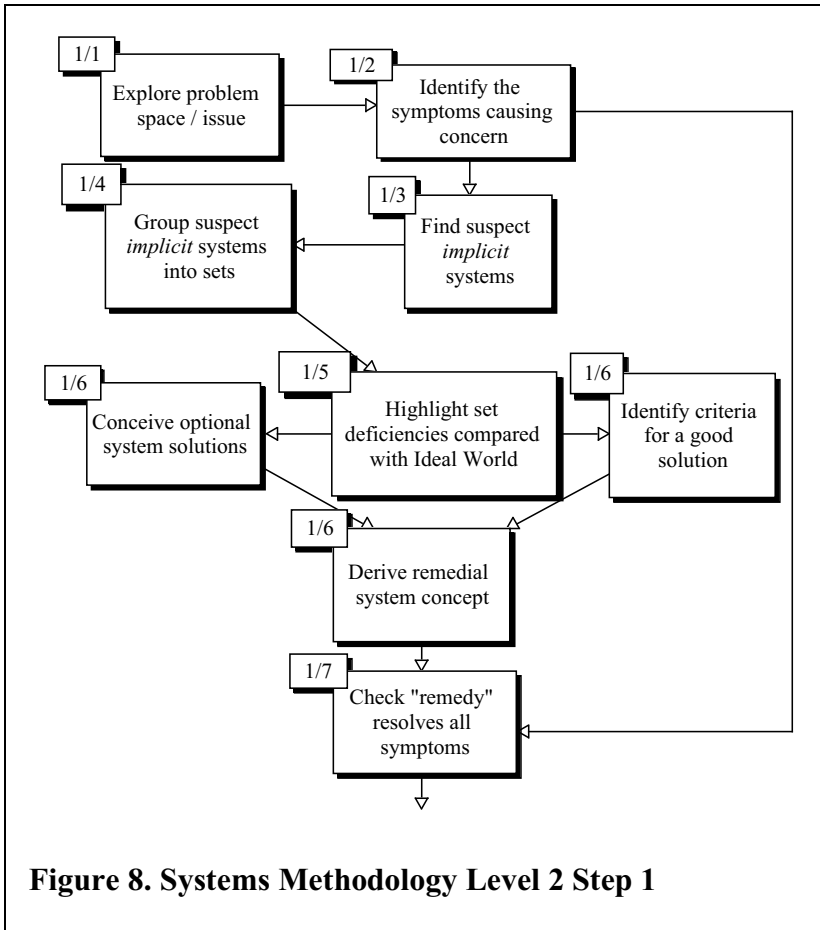 1/1
Explore problem
space / issue
1/2
Identify the
symptoms causing
concern
1/4
Group suspect
implicit systems
into sets
1/3
Find suspect
implicit
systems
1/6
Conceive optional
system solutions
1/5
Highlight set
deficiencies compared
with Ideal World
1/6
Identify criteria
for a good
solution
1/6
Derive remedial
system concept
1/7
Check "remedy"
resolves all
symptoms
Figure 8. Systems Methodology Level 2 Step 1